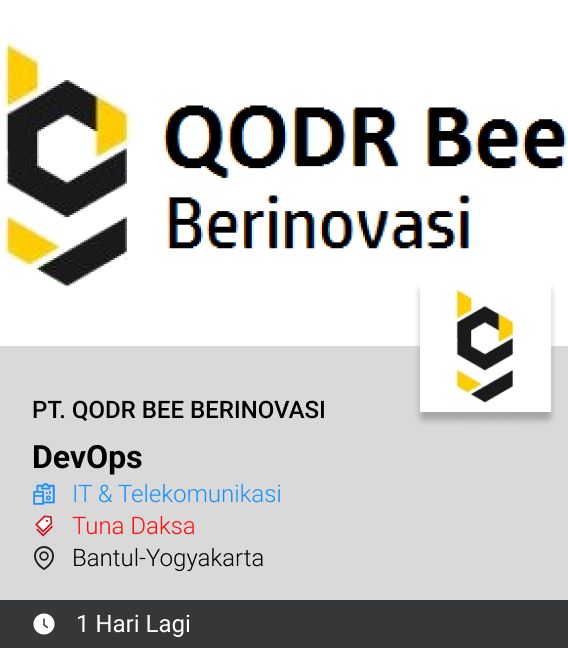 QODR Bee
Berinovasi
PT. QODR BEE BERINOVASI
DevOps
IT & Telekomunikasi
Tuna Daksa
Bantul-Yogyakarta
1 Hari Lagi